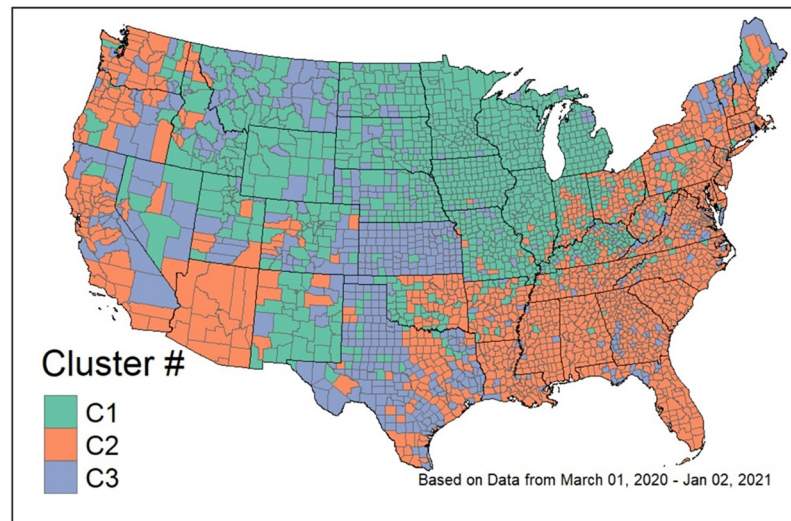 Cluster #
C1
C2
C3
Based on Data from March 01, 2020 - Jan 02, 2021